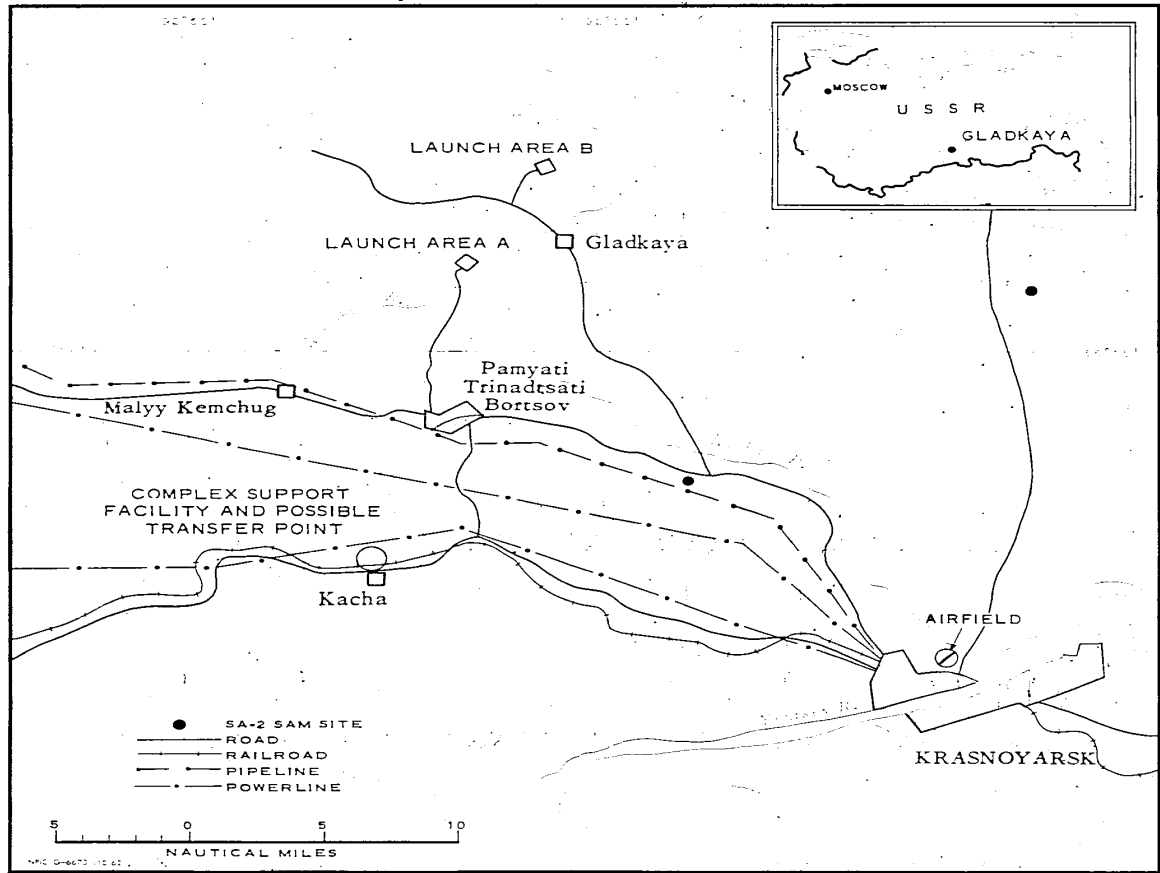 MOSCOW
U S S R
GLADKAYA
LAUNCH AREA B
LAUNCH AREA A
Gladkaya
Pamyati
Trinadtsati
Bortsov
Malyy Kemchug
COMPLEX SUPPORT
FACILITY AND POSSIBLE
TRANSFER POINT
Kacha
AIRFIELD
KRASNOYARSK
SA-2 SAM SITE
ROAD
RAILROAD
PIPELINE
POWERLINE
5 0 5 10
NAUTICAL MILES